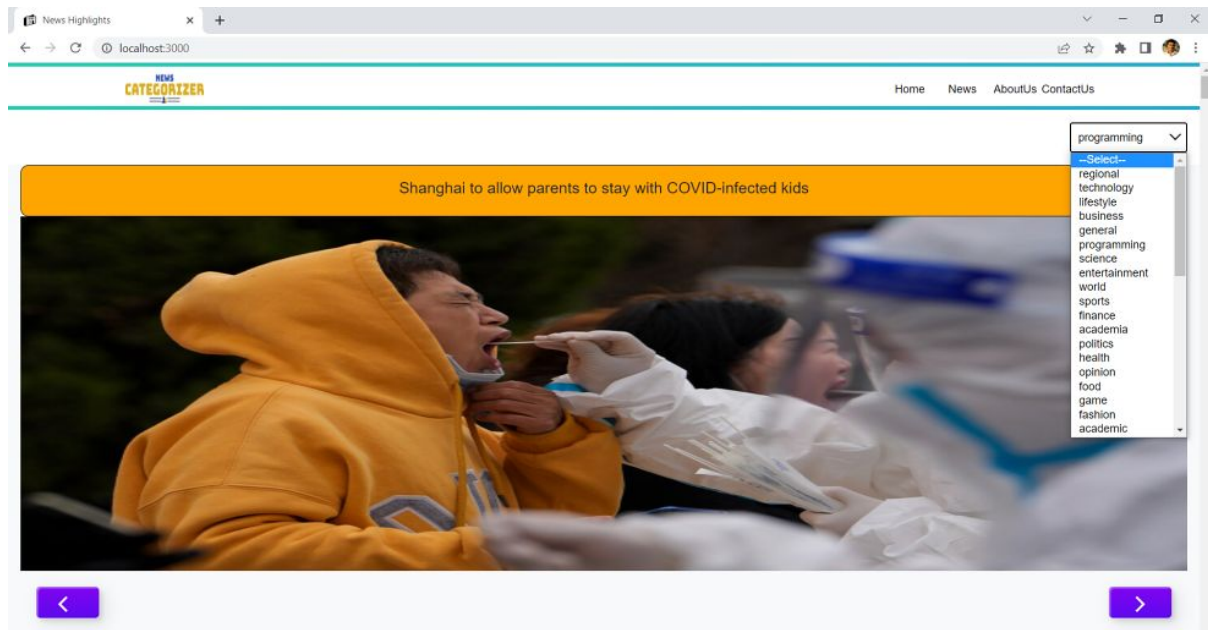 News Highlights
localhost:3000
NEWS
CATEGORIZER
Home News AboutUs ContactUs
programming
--Select--
regional
technology
lifestyle
business
general
programming
science
entertainment
world
sports
finance
academia
politics
health
opinion
food
game
fashion
academic
Shanghai to allow parents to stay with COVID-infected kids